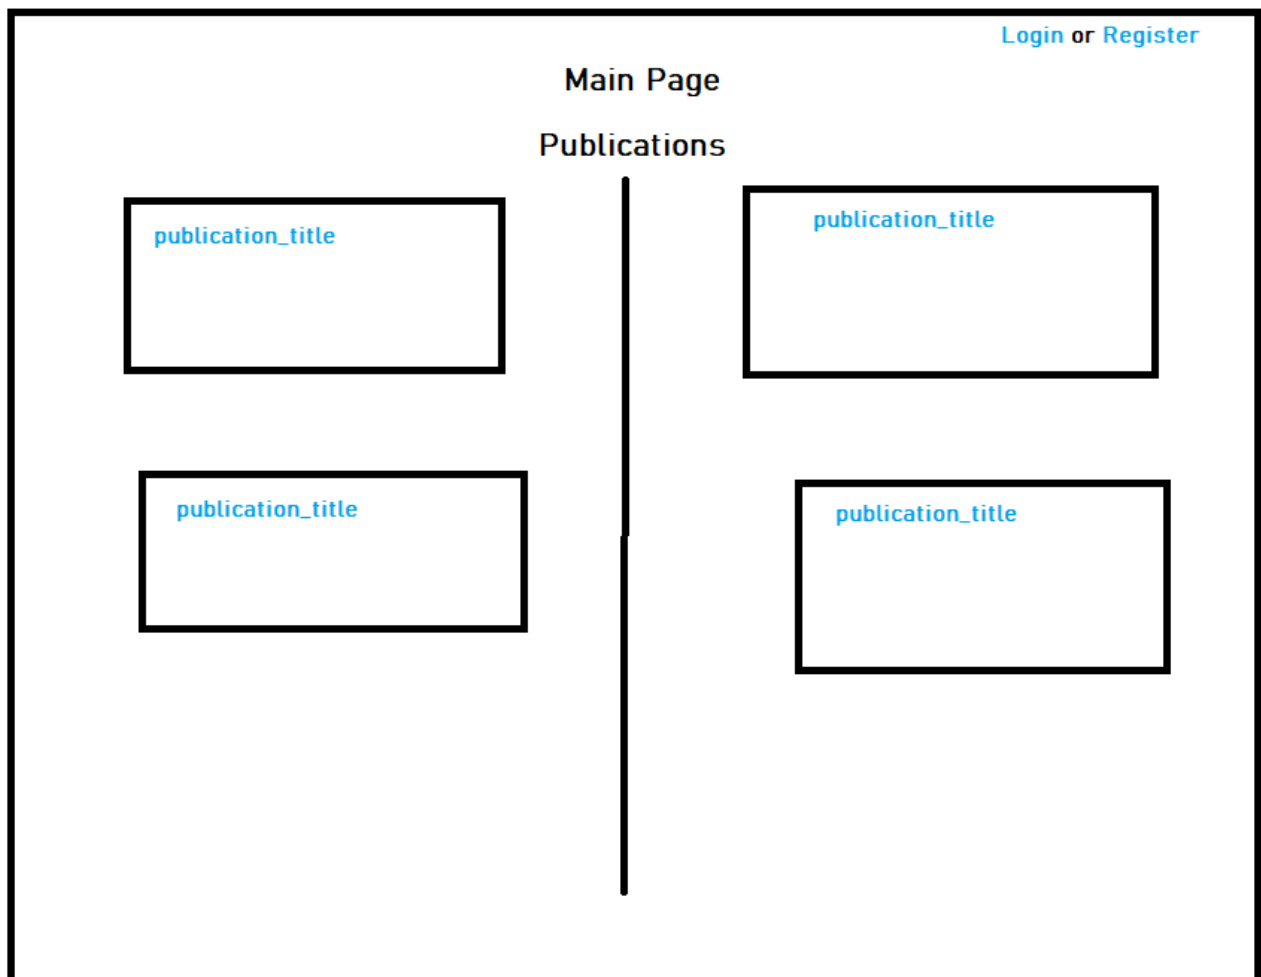 Login or Register
Main Page
Publications
publication_title
publication_title
publication_title
publication_title